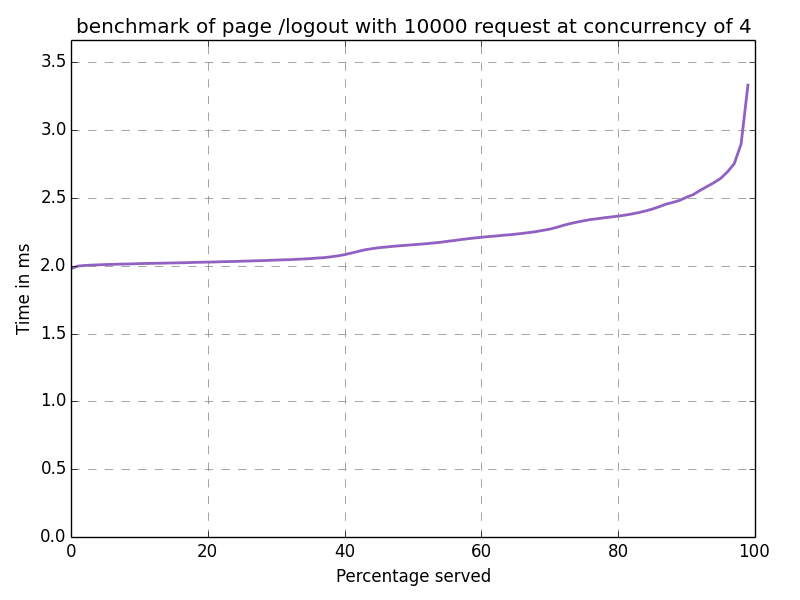 benchmark of page /logout with 10000 request at concurrency of 4
3.5
3.0
2.5
2.0
1.5
1.0
0.5
0.0
Time in ms
0 20 40 60 80 100
Percentage served